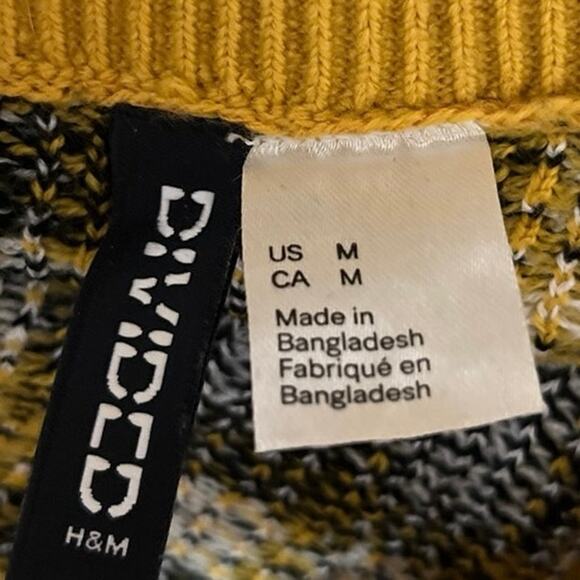 DIVIDED
H&M
US M
CA M
Made in
Bangladesh
Fabriqué en
Bangladesh